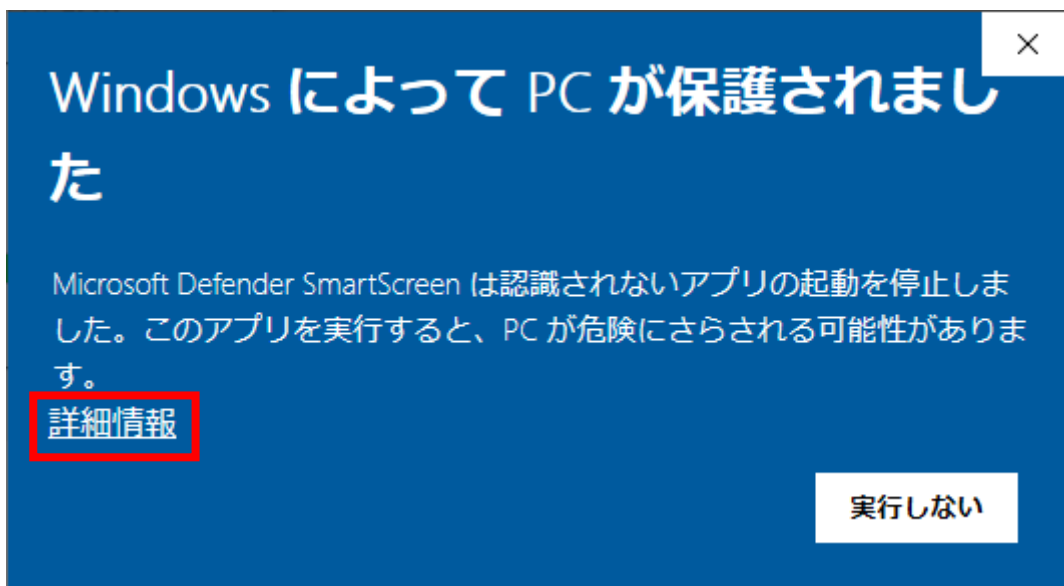 Windows によって PC が保護されまし
た
Microsoft Defender SmartScreen は認識されないアプリの起動を停止しま
した。このアプリを実行すると、PC が危険にさらされる可能性がありま
す。
詳細情報
実行しない